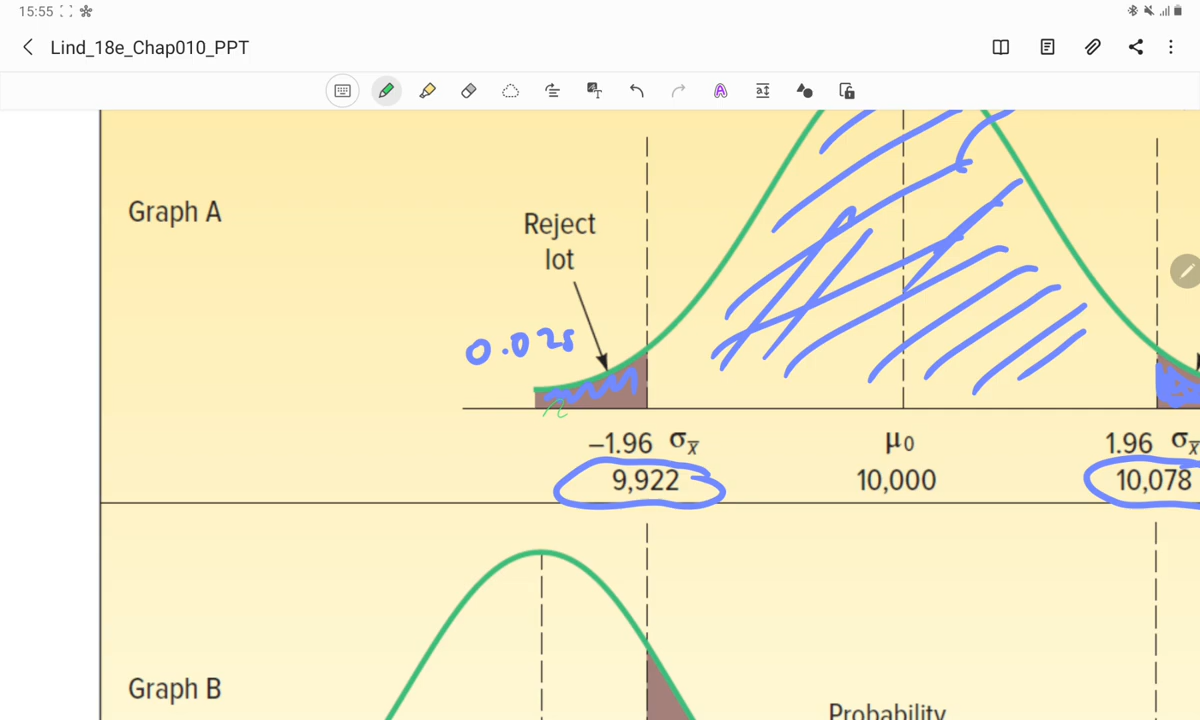 15:55
Lind_18e_Chap010_PPT
Graph A
Reject
lot
0.025
–1.96 σx̄
μ0
1.96 σx̄
9,922
10,000
10,078
Graph B
Probability